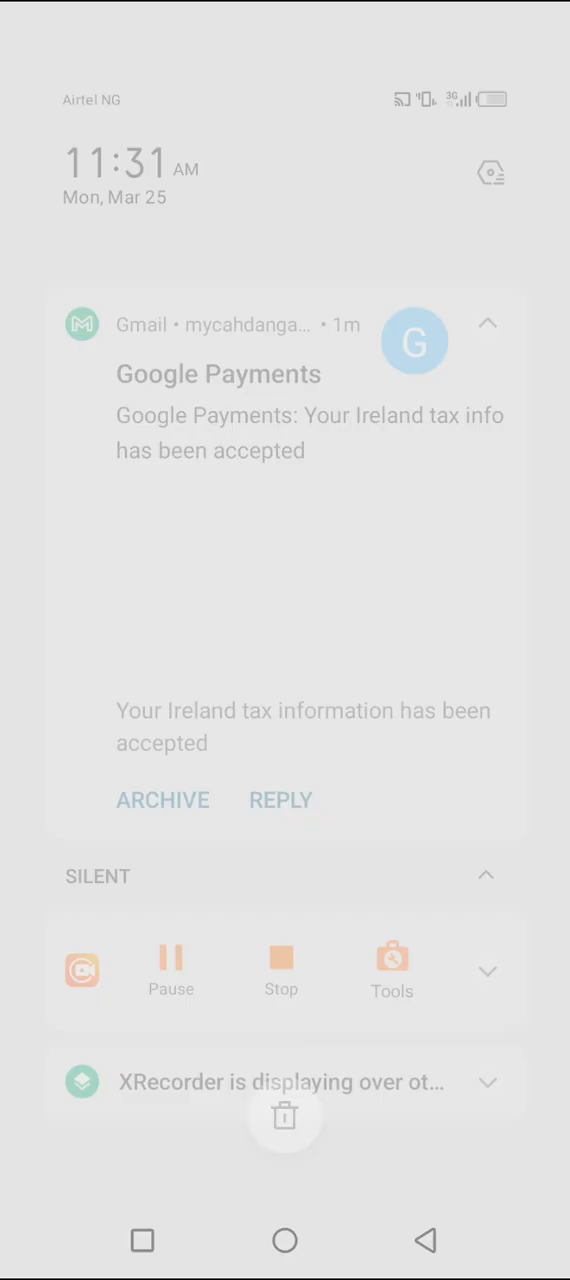 Airtel NG
3G
11:31 AM
Mon, Mar 25
Gmail • mycahdanga... • 1m
G
Google Payments
Google Payments: Your Ireland tax info
has been accepted
Your Ireland tax information has been
accepted
ARCHIVE REPLY
SILENT
Pause Stop Tools
XRecorder is displaying over ot...